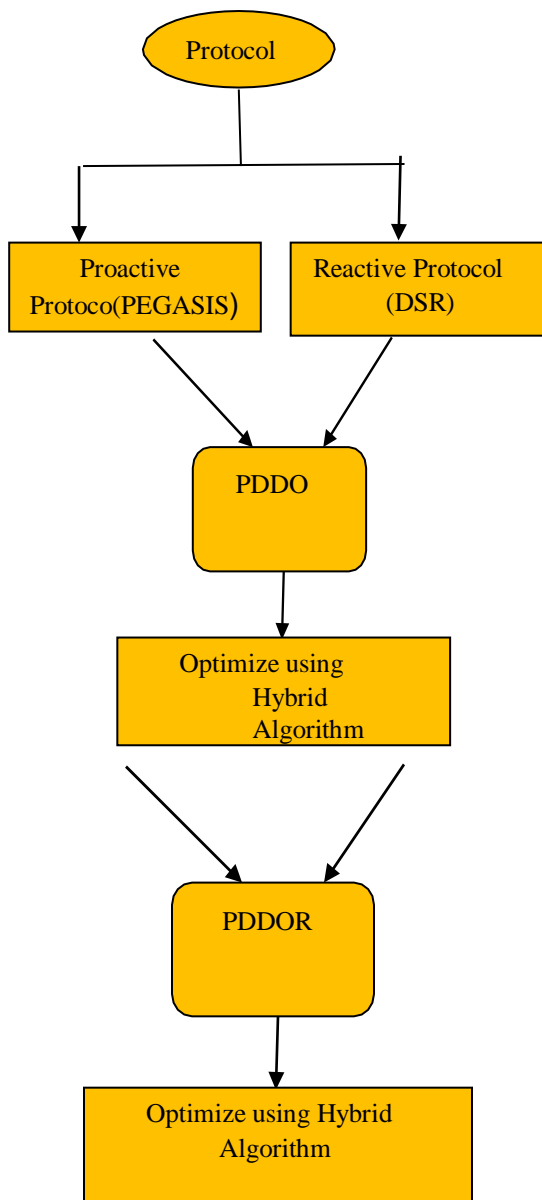 Protocol
Proactive
Protoco(PEGASIS)
Reactive Protocol
(DSR)
PDDO
Optimize using
Hybrid
Algorithm
PDDOR
Optimize using Hybrid
Algorithm